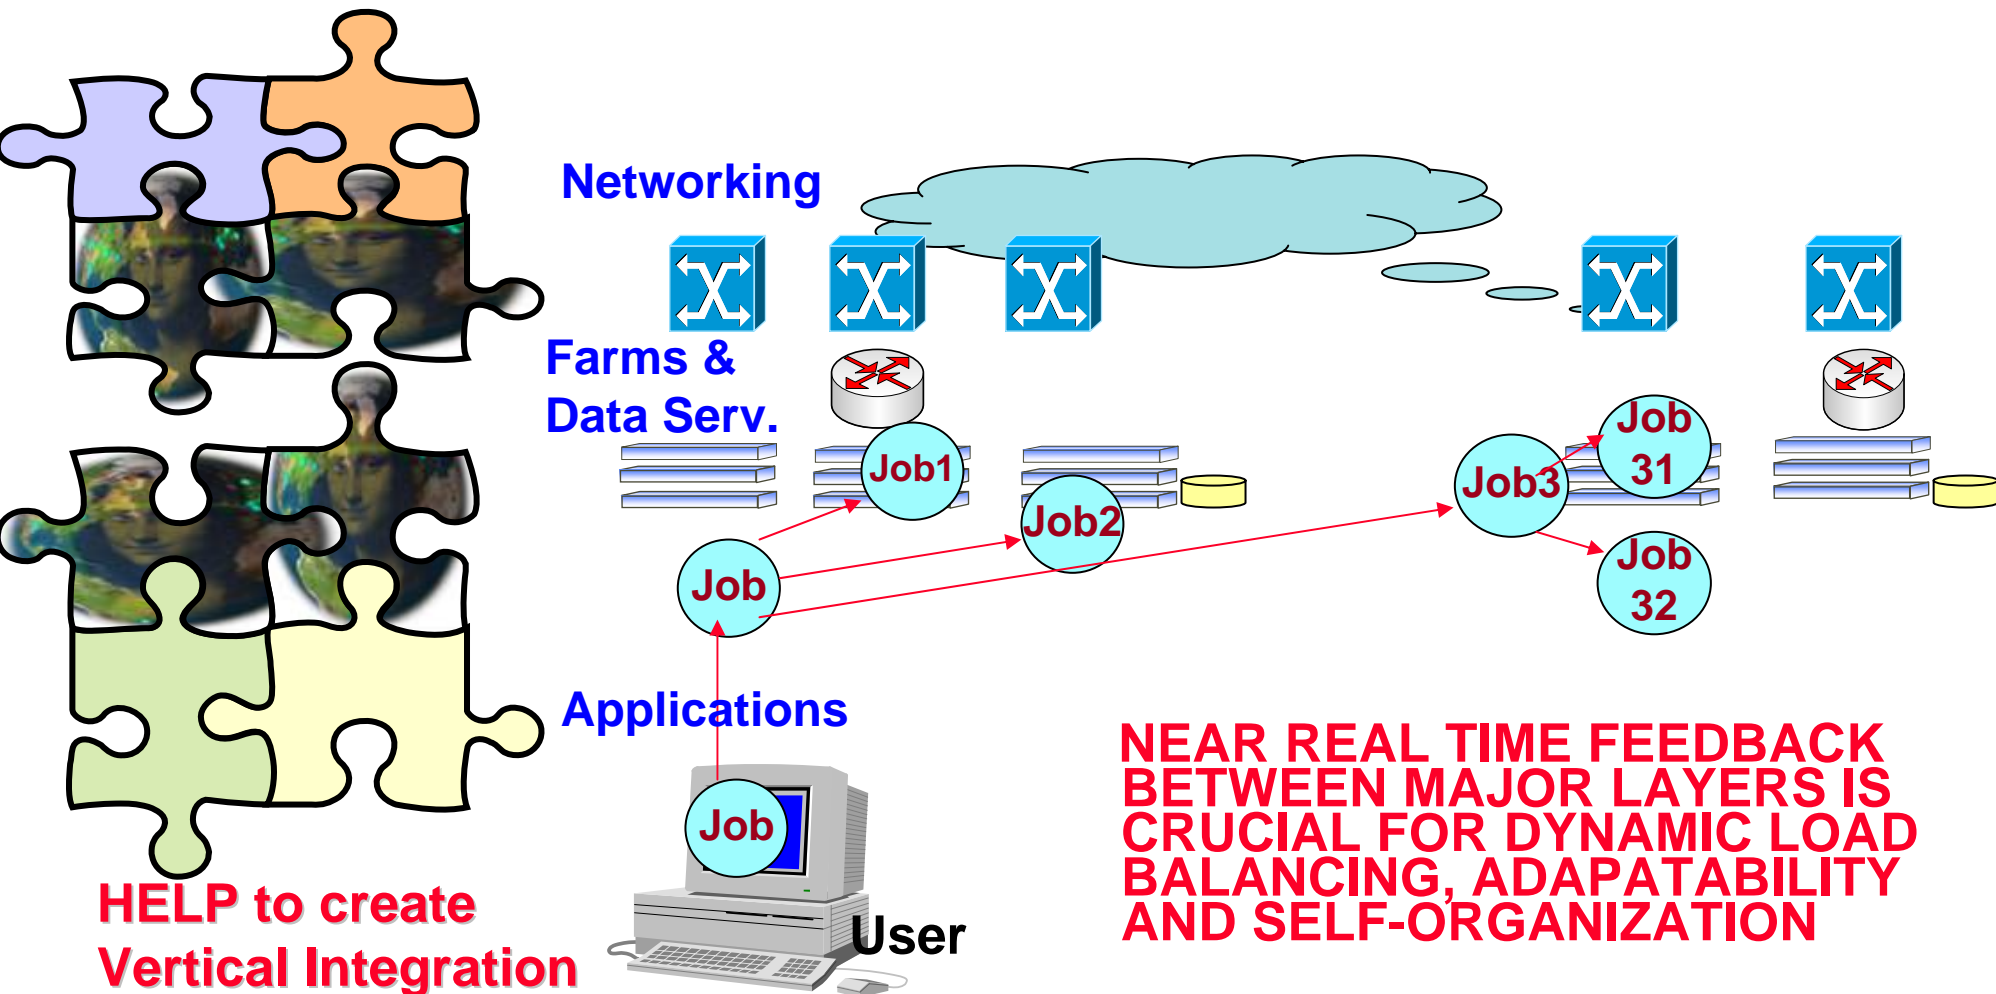 Networking
Farms &
Data Serv.
Job1
Job2
Job3
Job
31
Job
32
Job
Applications
Job
User
HELP to create
Vertical Integration
NEAR REAL TIME FEEDBACK
BETWEEN MAJOR LAYERS IS
CRUCIAL FOR DYNAMIC LOAD
BALANCING, ADAPATABILITY
AND SELF-ORGANIZATION